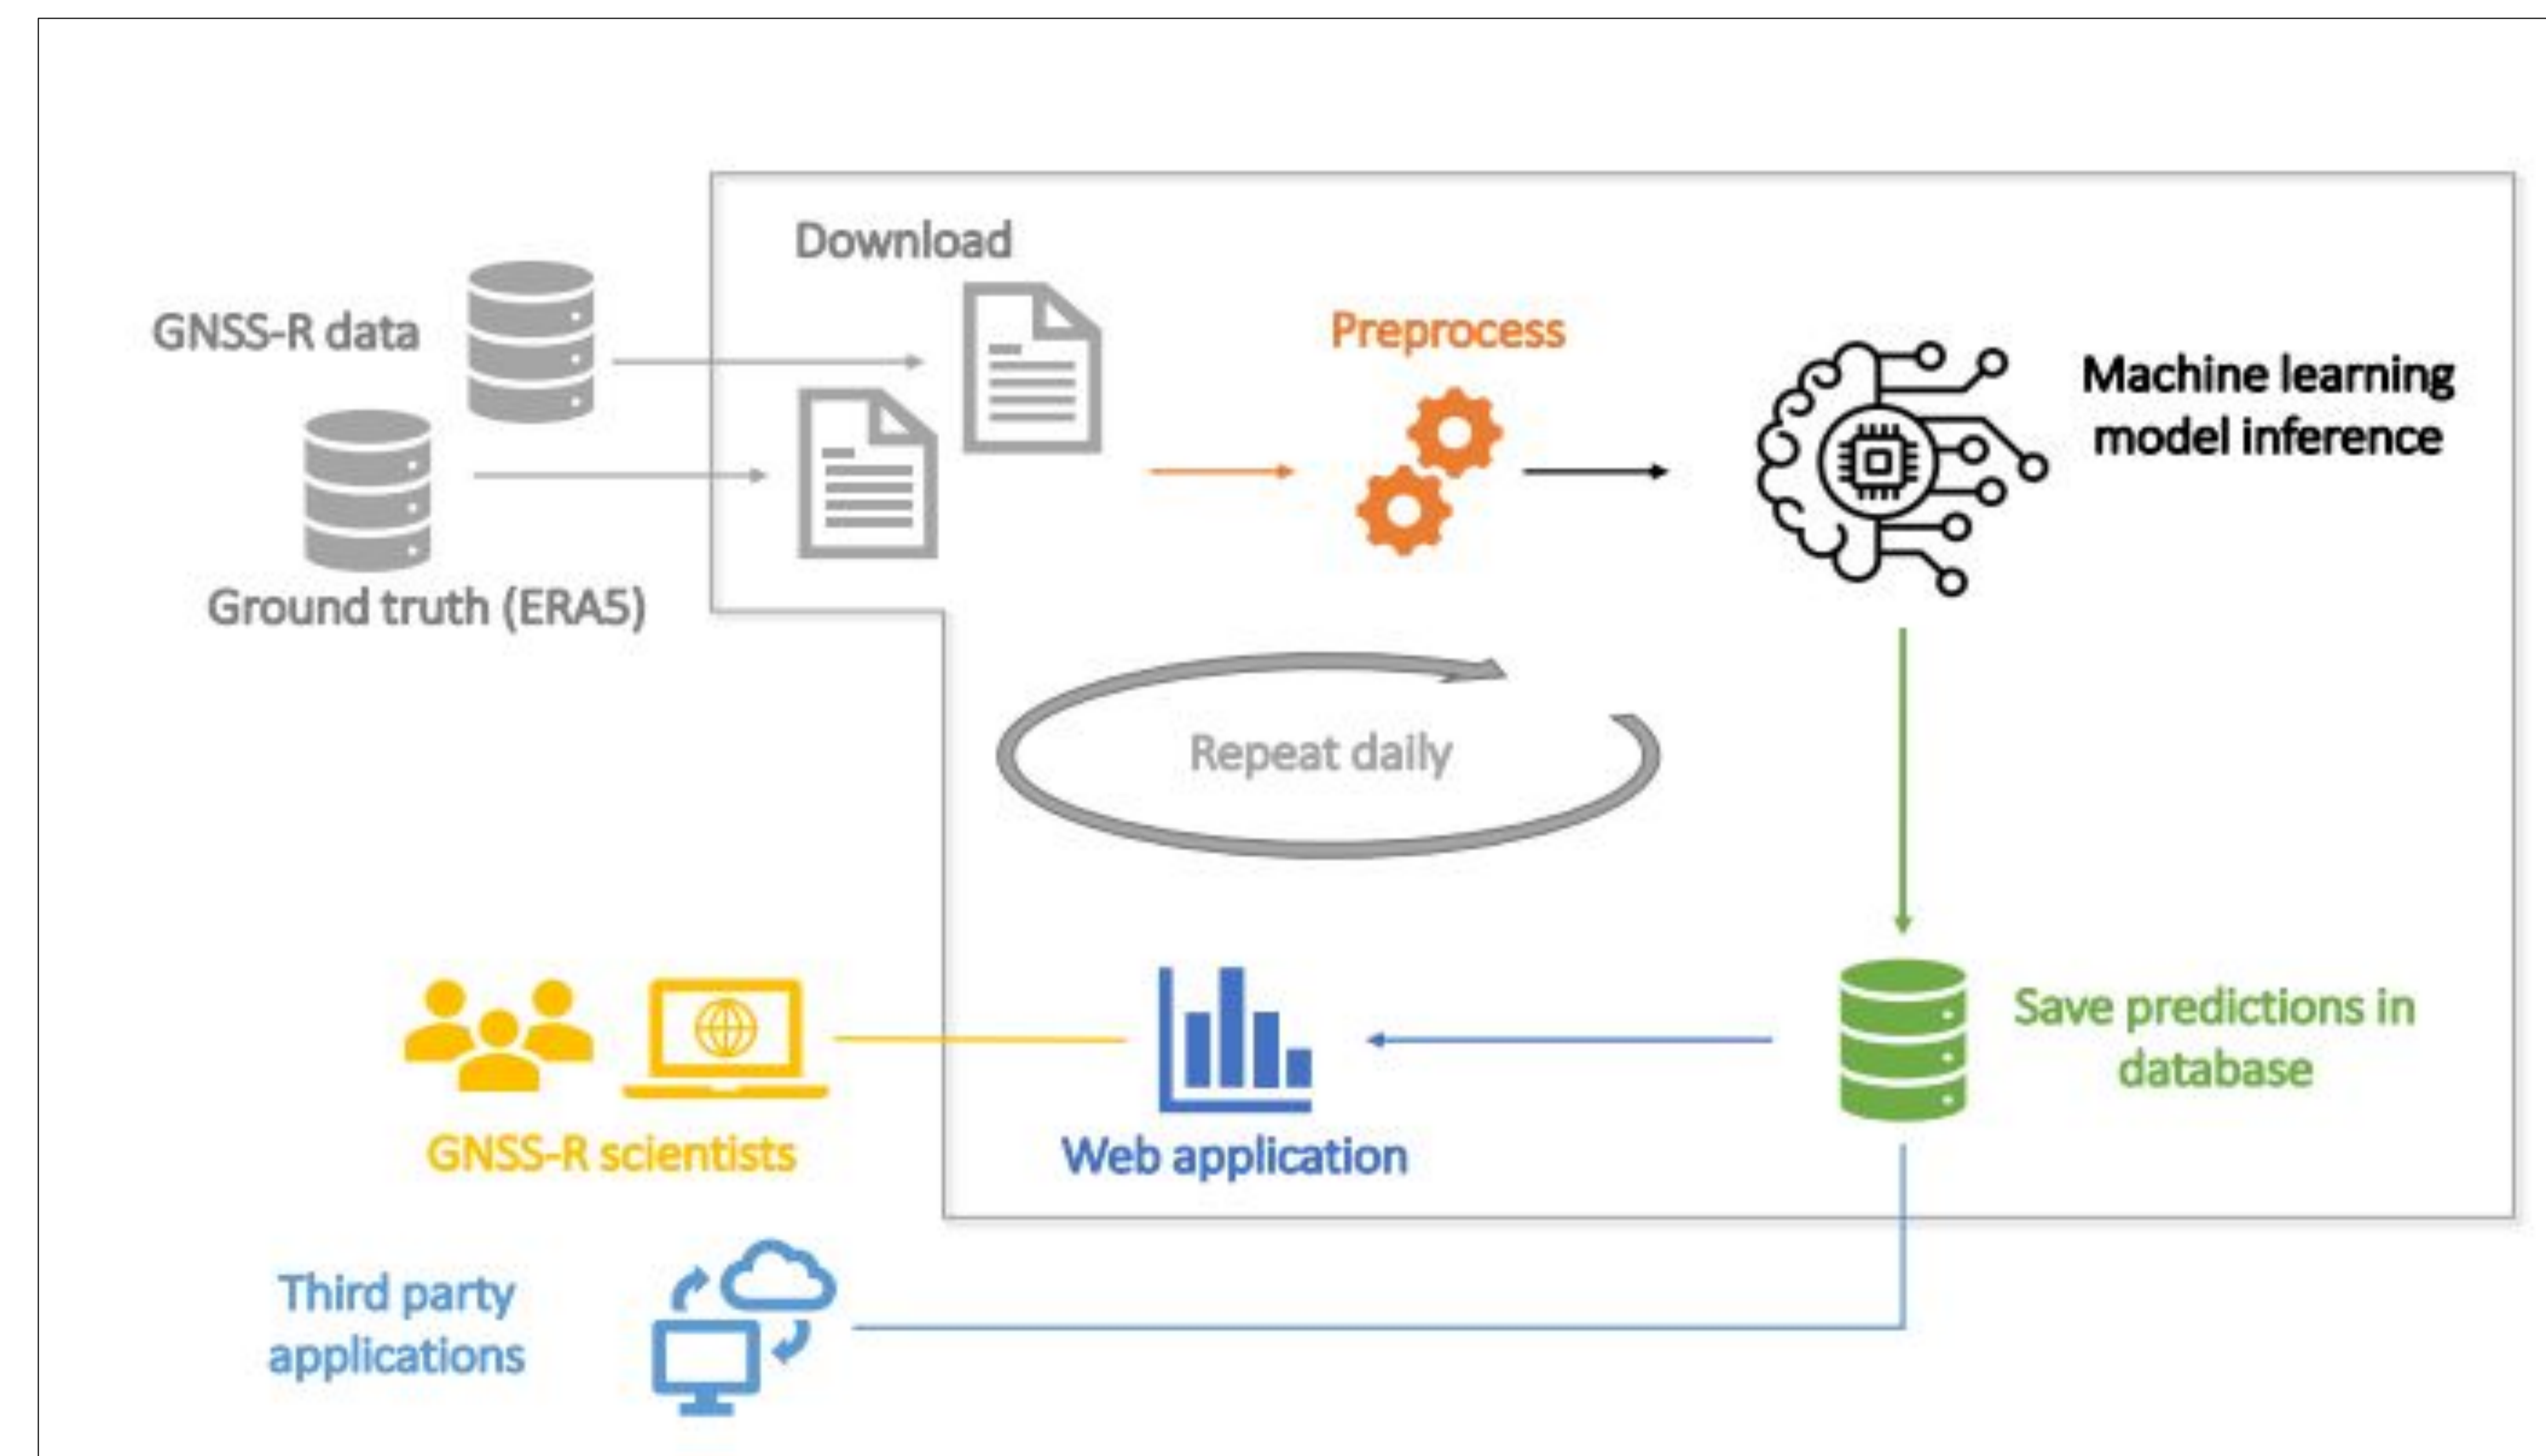 Download
GNSS-R data
Ground truth (ERA5)
Preprocess
Machine learning
model inference
Repeat daily
Save predictions in
database
Web application
GNSS-R scientists
Third party
applications